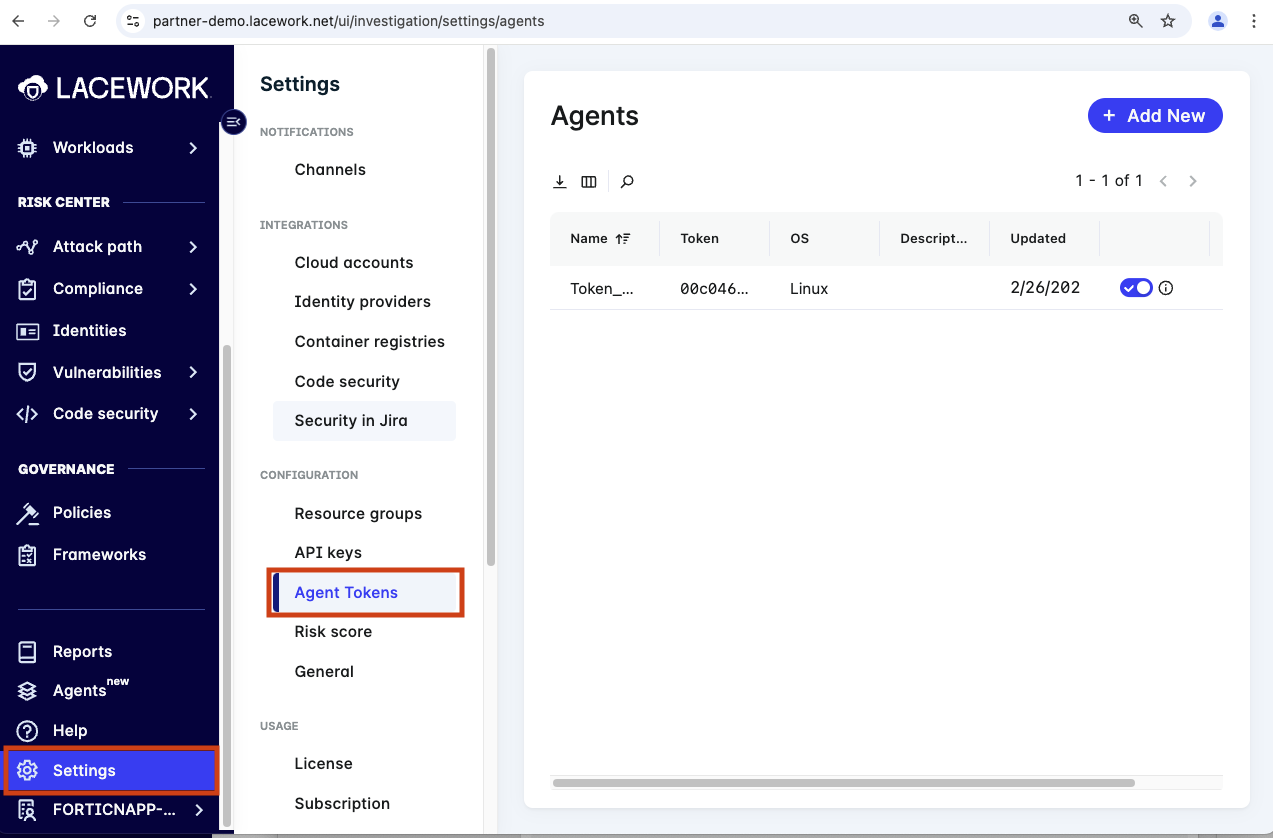 partner-demo.lacework.net/ui/investigation/settings/agents
LACEWORK
Workloads
RISK CENTER
Attack path
Compliance
Identities
Vulnerabilities
Code security
GOVERNANCE
Policies
Frameworks
Reports
Agents new
Help
Settings
FORTICNAPP-...
Settings
NOTIFICATIONS
Channels
INTEGRATIONS
Cloud accounts
Identity providers
Container registries
Code security
Security in Jira
CONFIGURATION
Resource groups
API keys
Agent Tokens
Risk score
General
USAGE
License
Subscription
Agents
+ Add New
1 - 1 of 1
Name Token OS Descript... Updated
Token_... 00c046... Linux 2/26/202